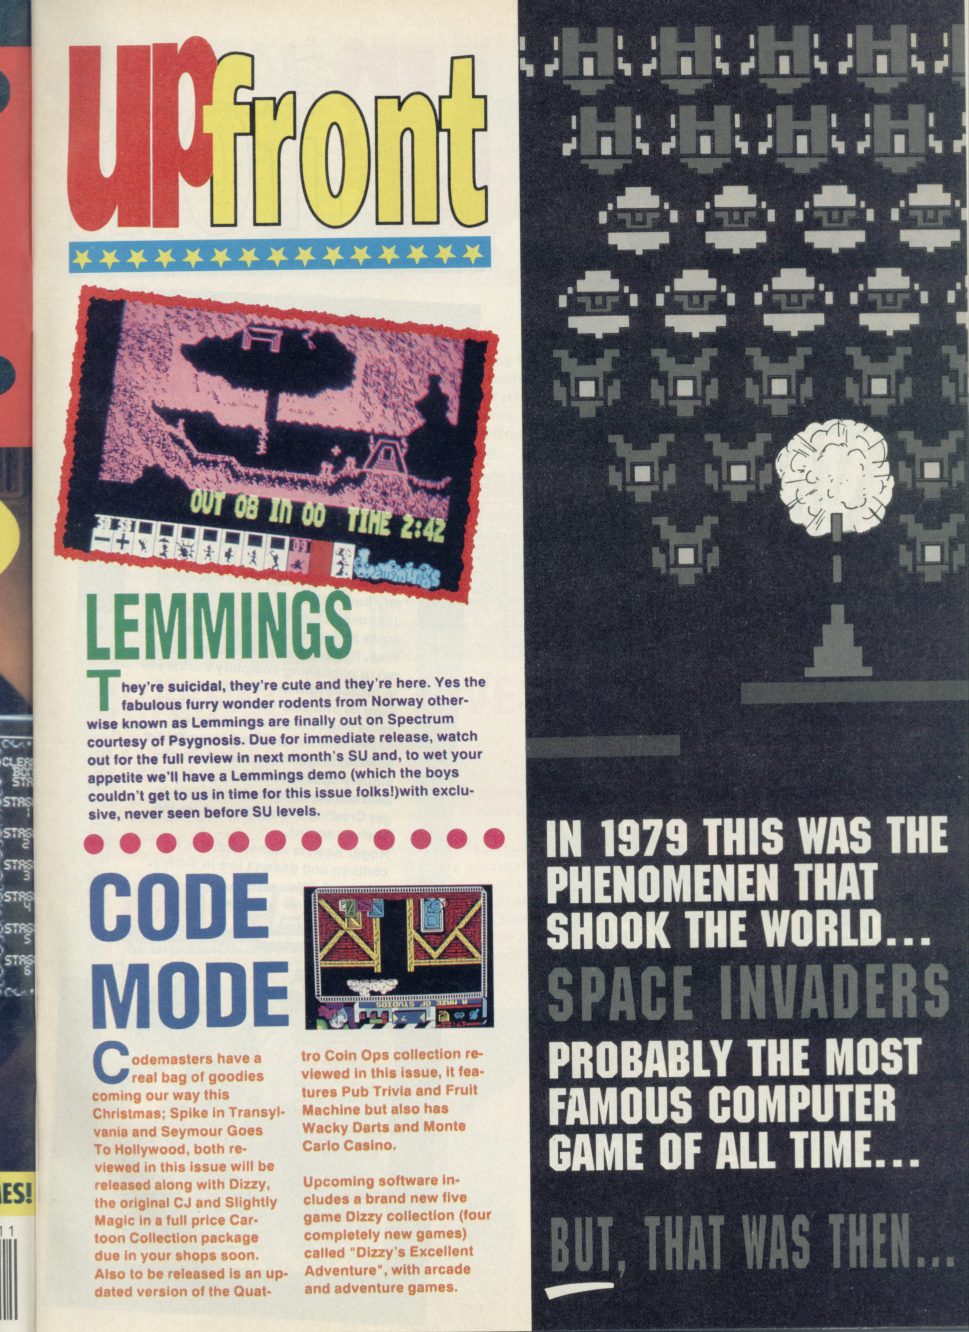 upfront
OUT 08 In 00 TIME 2:42
Lemmings
LEMMINGS
They're suicidal, they're cute and they're here. Yes the
fabulous furry wonder rodents from Norway other-
wise known as Lemmings are finally out on Spectrum
courtesy of Psygnosis. Due for immediate release, watch
out for the full review in next month's SU and, to wet your
appetite we'll have a Lemmings demo (which the boys
couldn't get to us in time for this issue folks!)with exclu-
sive, never seen before SU levels.
CODE
MODE
Codemasters have a
real bag of goodies
coming our way this
Christmas; Spike in Transyl-
vania and Seymour Goes
To Hollywood, both re-
viewed in this issue will be
released along with Dizzy,
the original CJ and Slightly
Magic in a full price Car-
toon Collection package
due in your shops soon.
Also to be released is an up-
dated version of the Quat-
tro Coin Ops collection re-
viewed in this issue, it fea-
tures Pub Trivia and Fruit
Machine but also has
Wacky Darts and Monte
Carlo Casino.
Upcoming software in-
cludes a brand new five
game Dizzy collection (four
completely new games)
called "Dizzy's Excellent
Adventure", with arcade
and adventure games.
IN 1979 THIS WAS THE
PHENOMENEN THAT
SHOOK THE WORLD...
SPACE INVADERS
PROBABLY THE MOST
FAMOUS COMPUTER
GAME OF ALL TIME...
BUT, THAT WAS THEN...